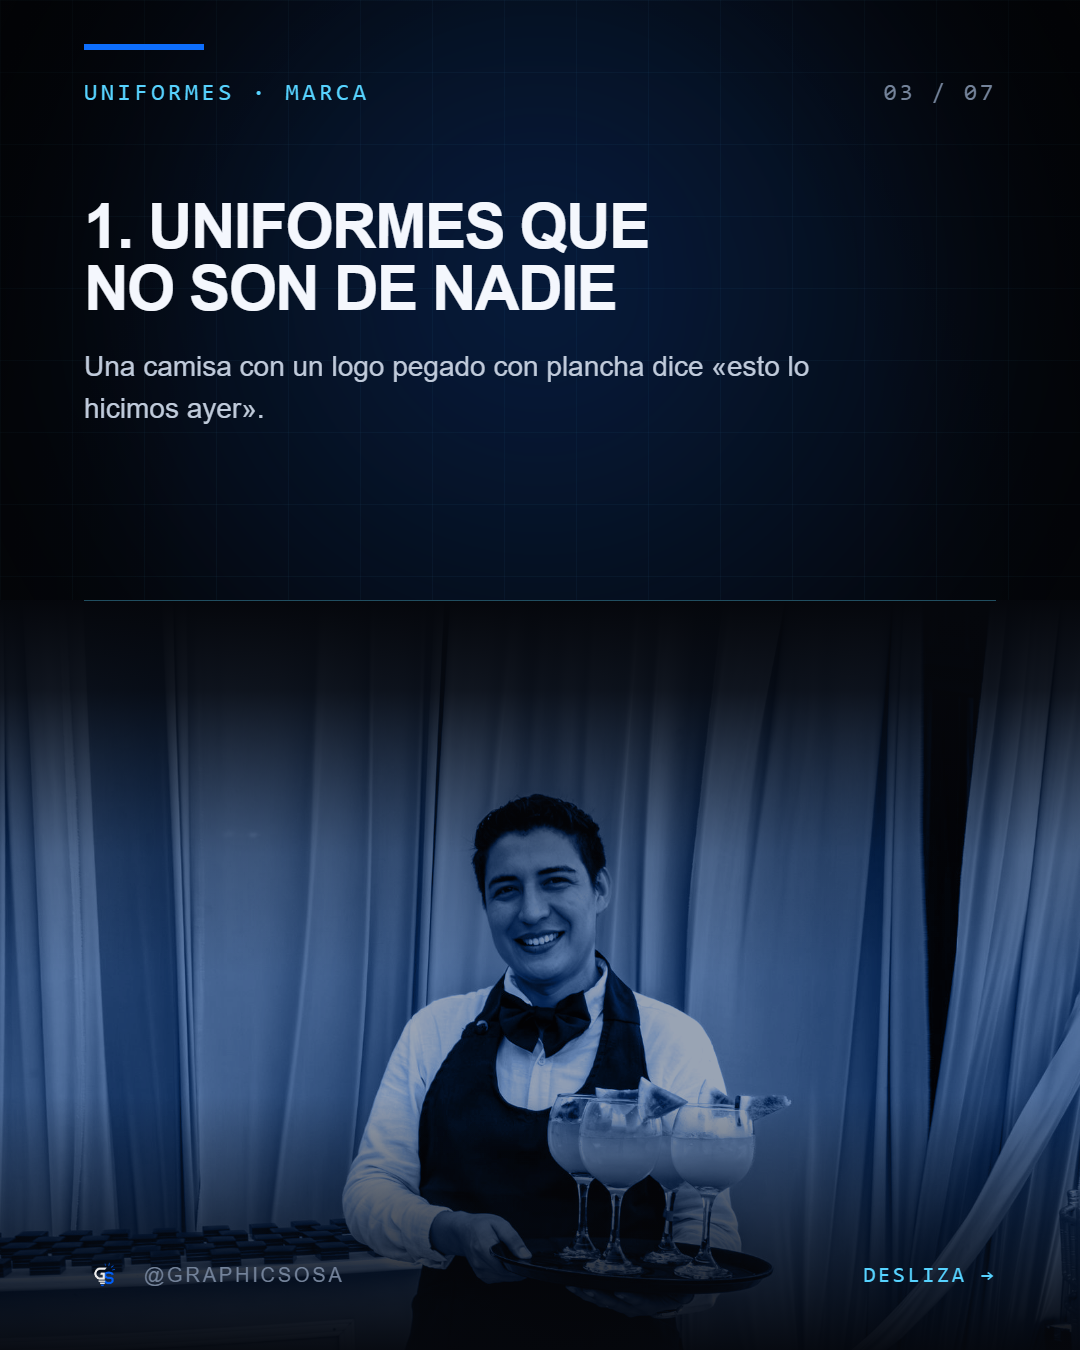 UNIFORMES · MARCA
03 / 07
1. UNIFORMES QUE
NO SON DE NADIE
Una camisa con un logo pegado con plancha dice «esto lo
hicimos ayer».
GS
@GRAPHICSOSA
DESLIZA →